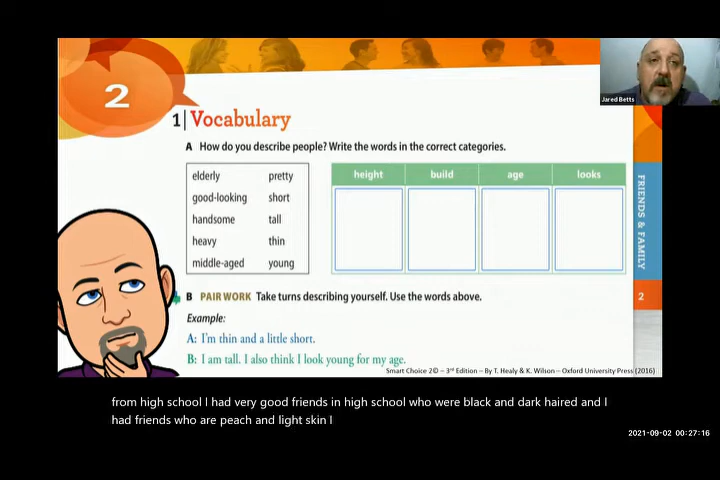 Jared Betts
2
1 | Vocabulary
A How do you describe people? Write the words in the correct categories.
elderly pretty
good-looking short
handsome tall
heavy thin
middle-aged young
height build age looks
FRIENDS & FAMILY
2
B PAIR WORK Take turns describing yourself. Use the words above.
Example:
A: I'm thin and a little short.
B: I am tall. I also think I look young for my age.
Smart Choice 2© – 3rd Edition – By T. Healy & K. Wilson – Oxford University Press (2016)
from high school I had very good friends in high school who were black and dark haired and I
had friends who are peach and light skin I
2021-09-02 00:27:16